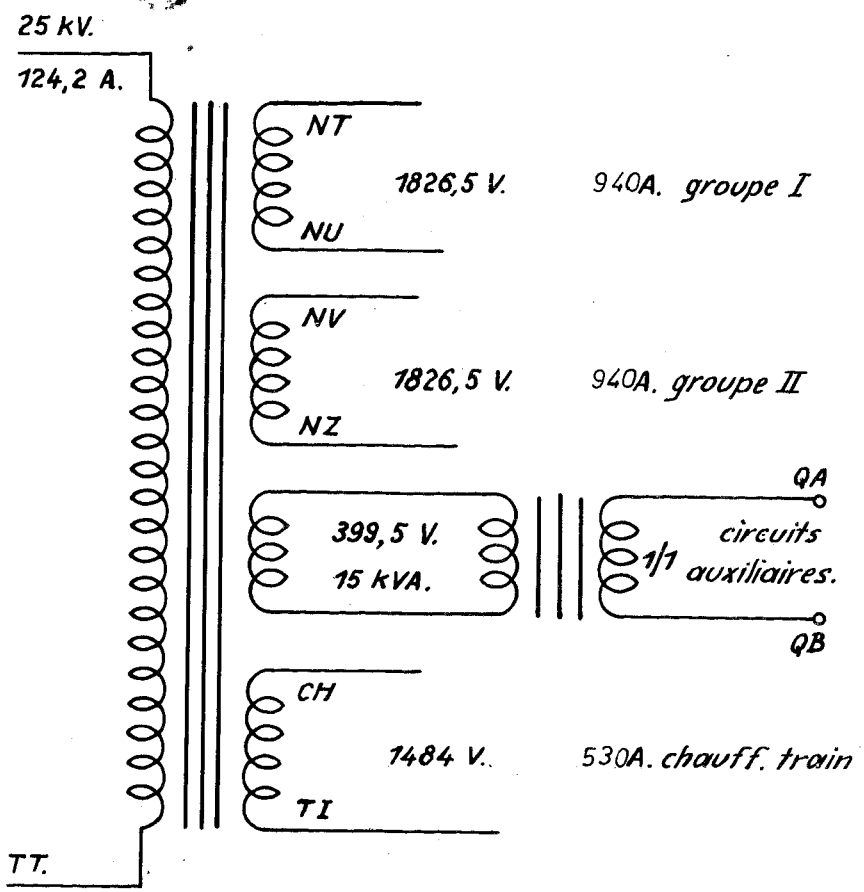 25 kV.
124,2 A.
NT
1826,5 V. 940A. groupe I
NU
NV
1826,5 V. 940A. groupe II
NZ
QA
399,5 V. circuits
15 kVA. 1/1 auxiliaires.
QB
CH
1484 V. 530A. chauff. train
TI
TT.